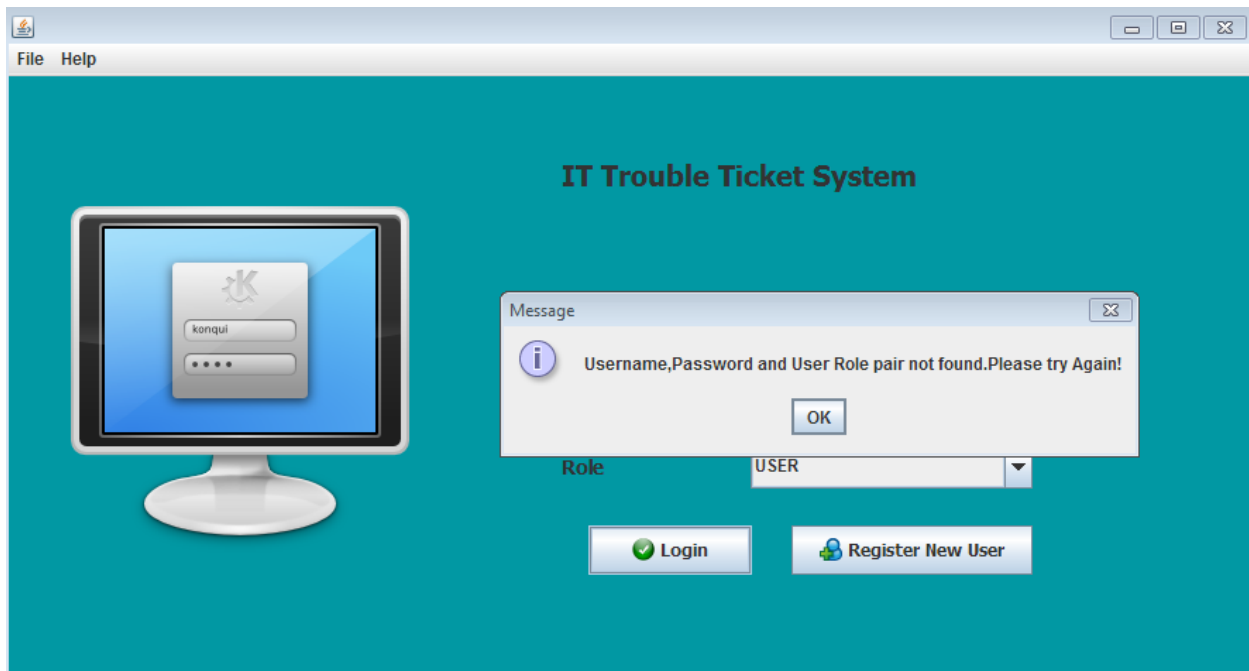 File Help
IT Trouble Ticket System
konqui
Message
Username,Password and User Role pair not found.Please try Again!
OK
Role USER
Login Register New User